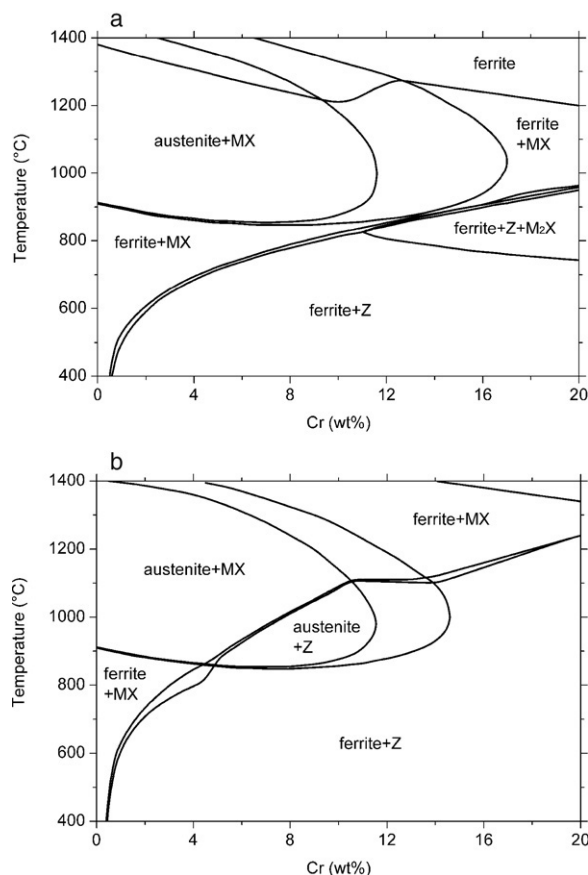 a
1400
1200
1000
800
600
400
Temperature (°C)
ferrite
austenite+MX
ferrite
+MX
ferrite+MX
ferrite+Z+M₂X
ferrite+Z
0
4
8
12
16
20
Cr (wt%)
b
1400
1200
1000
800
600
400
Temperature (°C)
ferrite+MX
austenite+MX
austenite
+Z
ferrite
+MX
ferrite+Z
0
4
8
12
16
20
Cr (wt%)